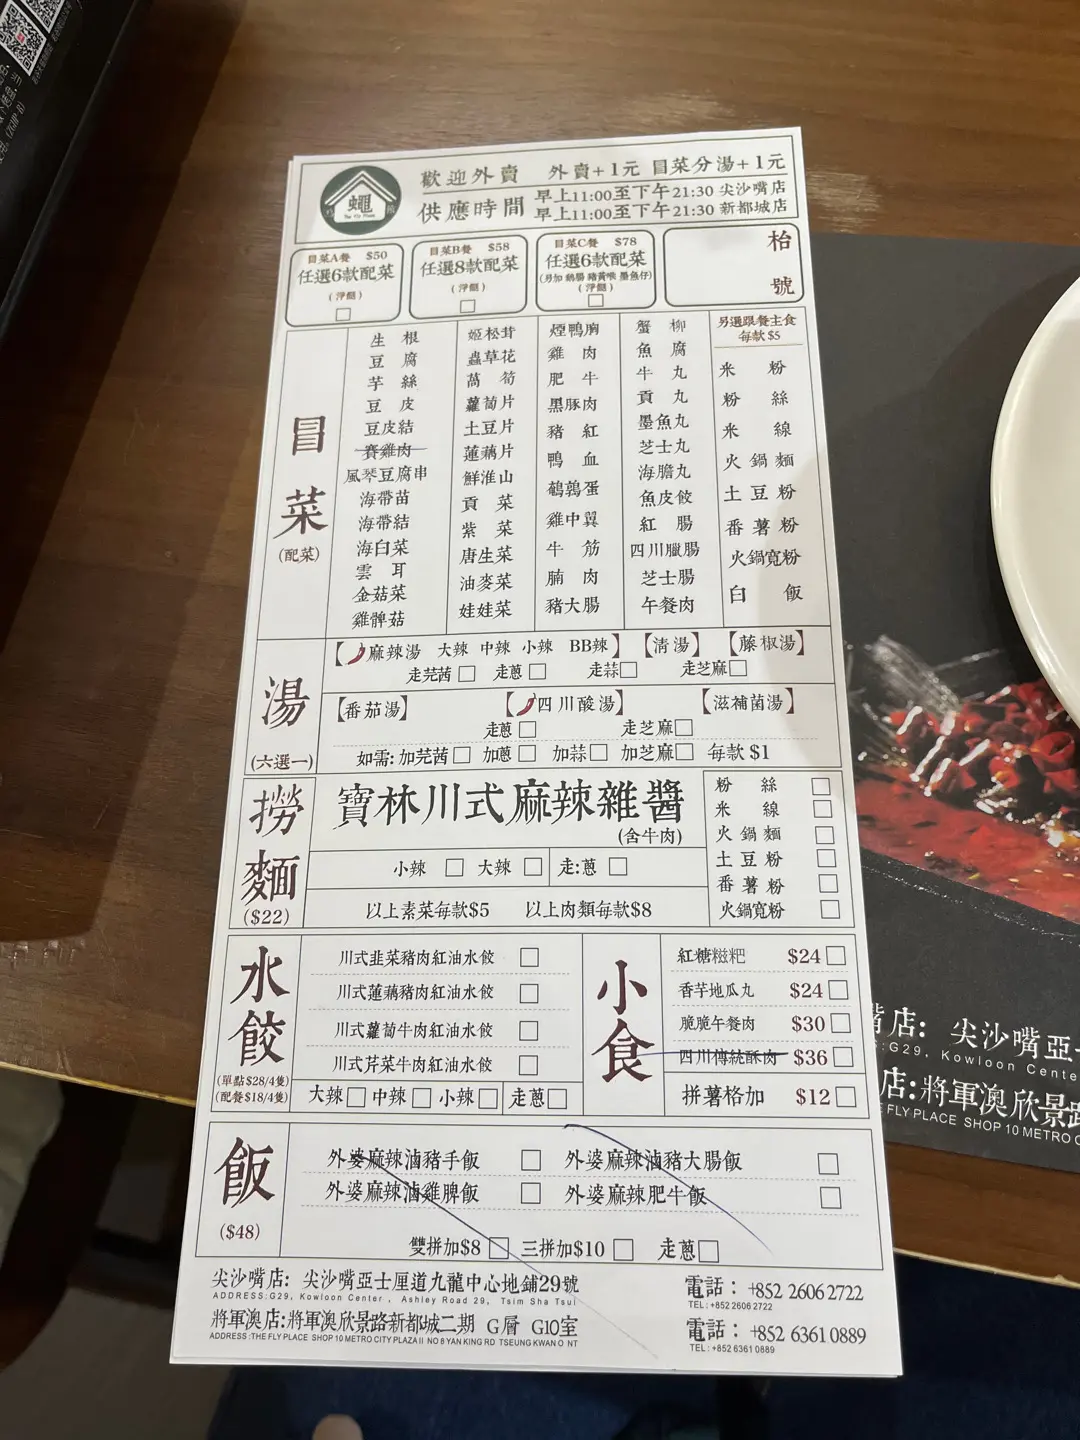 歡迎外賣 外賣+1元 冒菜分湯+1元
供應時間
早上11:00至下午21:30 尖沙嘴店
早上11:00至下午21:30 新都城店
蠅
The Fly Place
冒菜A餐 $50
任選6款配菜
(淨餸)
冒菜B餐 $58
任選8款配菜
(淨餸)
冒菜C餐 $78
任選6款配菜
(另加 鵝腸 豬黃喉 墨魚仔)
(淨餸)
枱號
冒菜
(配菜)
生根
豆腐
芋絲
豆皮
豆皮結
賽雞肉
風琴豆腐串
海帶苗
海帶結
海白菜
雲耳
金菇菜
雞髀菇
姬松茸
蟲草花
萵筍
蘿蔔片
土豆片
蓮藕片
鮮淮山
貢菜
紫菜
唐生菜
油麥菜
娃娃菜
煙鴨胸
雞肉
肥牛
黑豚肉
豬紅
鴨血
鵪鶉蛋
雞中翼
牛筋
腩肉
豬大腸
蟹柳
魚腐
牛丸
貢丸
墨魚丸
芝士丸
海膽丸
魚皮餃
紅腸
四川臘腸
芝士腸
午餐肉
另選跟餐主食
每款$5
米粉
粉絲
米線
火鍋麵
土豆粉
番薯粉
火鍋寬粉
白飯
湯
(六選一)
【麻辣湯 大辣 中辣 小辣 BB辣】【清湯】【藤椒湯】
走芫茜 走蔥 走蒜 走芝麻
【番茄湯】【四川酸湯】【滋補菌湯】
走蔥 走芝麻
如需: 加芫茜 加蔥 加蒜 加芝麻 每款 $1
撈麵
($22)
寶林川式麻辣雜醬
(含牛肉)
小辣 大辣 走:蔥
以上素菜每款$5 以上肉類每款$8
粉絲
米線
火鍋麵
土豆粉
番薯粉
火鍋寬粉
水餃
(單點 $28/4隻)
(配餐 $18/4隻)
川式韭菜豬肉紅油水餃
川式蓮藕豬肉紅油水餃
川式蘿蔔牛肉紅油水餃
川式芹菜牛肉紅油水餃
大辣 中辣 小辣 走蔥
小食
紅糖糍粑 $24
香芋地瓜丸 $24
脆脆午餐肉 $30
四川傳統酥肉 $36
拼薯格加 $12
飯
($48)
外婆麻辣滷豬手飯 外婆麻辣滷豬大腸飯
外婆麻辣滷雞脾飯 外婆麻辣肥牛飯
雙拼加$8 三拼加$10 走蔥
尖沙嘴店: 尖沙嘴亞士厘道九龍中心地鋪29號 電話: +852 2606 2722
ADDRESS:G29, Kowloon Center , Ashley Road 29, Tsim Sha Tsui TEL:+852 2606 2722
將軍澳店:將軍澳欣景路新都城二期 G層 G10室 電話: +852 6361 0889
ADDRESS:THE FLY PLACE SHOP 10 METRO CITY PLAZA II NO 8 YAN KING RD TSEUNG KWAN O NT TEL:+852 6361 0889
嘴店: 尖沙嘴亞士
:G29, Kowloon Center
店:將軍澳欣景路
FLY PLACE SHOP 10 METRO C